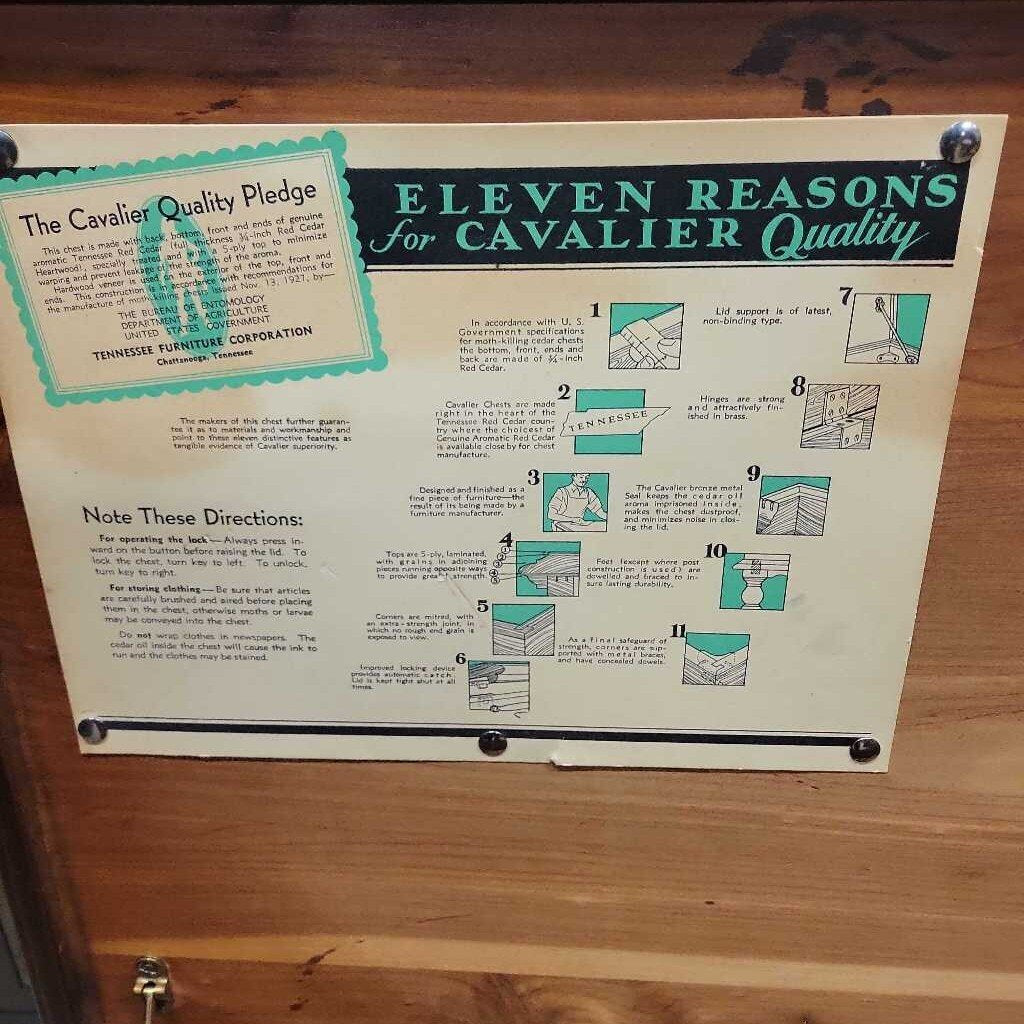 The Cavalier Quality Pledge
This chest is made with back, bottom, front and ends of genuine
aromatic Tennessee Red Cedar (full thickness ¾-inch Red Cedar
Heartwood), specially treated and with 5-ply top to minimize
warping and prevent leakage of the strength of the aroma.
Hardwood veneer is used on the exterior of the top, front and
ends. This construction is in accordance with recommendations for
the manufacture of moth-killing chests issued Nov. 13, 1927, by—
THE BUREAU OF ENTOMOLOGY
DEPARTMENT OF AGRICULTURE
UNITED STATES GOVERNMENT
TENNESSEE FURNITURE CORPORATION
Chattanooga, Tennessee
ELEVEN REASONS
for CAVALIER Quality
The makers of this chest further guaran-
tee it as to materials and workmanship and
point to these eleven distinctive features as
tangible evidence of Cavalier superiority.
Note These Directions:
For operating the lock—Always press in-
ward on the button before raising the lid. To
lock the chest, turn key to left. To unlock,
turn key to right.
For storing clothing—Be sure that articles
are carefully brushed and aired before placing
them in the chest, otherwise moths or larvae
may be conveyed into the chest.
Do not wrap clothes in newspapers. The
cedar oil inside the chest will cause the ink to
run and the clothes may be stained.
1
In accordance with U. S.
Government specifications
for moth-killing cedar chests
the bottom, front, ends and
back are made of ¾-inch
Red Cedar.
2
Cavalier Chests are made
right in the heart of the
Tennessee Red Cedar coun-
try where the choicest of
Genuine Aromatic Red Cedar
is available close by for chest
manufacture.
TENNESSEE
3
Designed and finished as a
fine piece of furniture—the
result of its being made by a
furniture manufacturer.
4
Tops are 5-ply, laminated,
with grains in adjoining
pieces running opposite ways
to provide great strength.
5
Corners are mitred, with
an extra-strength joint, in
which no rough end grain is
exposed to view.
6
Improved locking device
provides automatic catch.
Lid is kept tight shut at all
times.
7
Lid support is of latest,
non-binding type.
8
Hinges are strong
and attractively fin-
ished in brass.
9
The Cavalier bronze metal
Seal keeps the cedar oil
aroma imprisoned inside,
makes the chest dustproof,
and minimizes noise in clos-
ing the lid.
10
Feet (except where post
construction is used) are
dowelled and braced to in-
sure lasting durability.
11
As a final safeguard of
strength, corners are sup-
ported with metal braces,
and have concealed dowels.